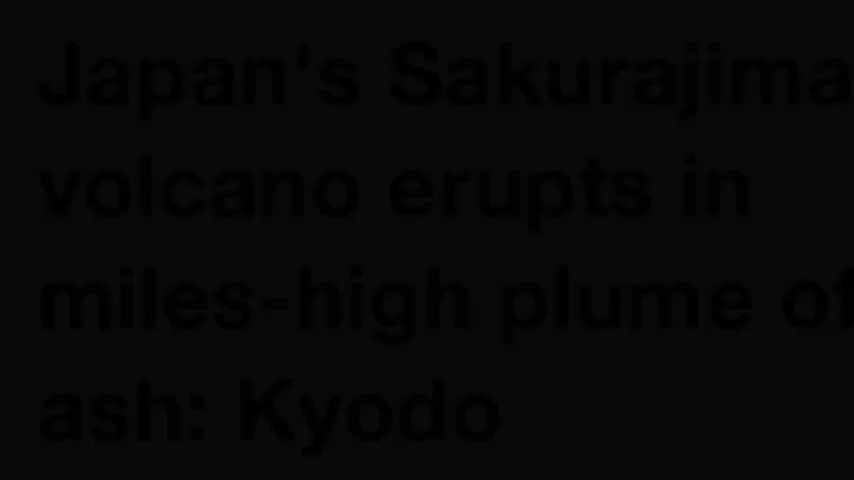 Japan's Sakurajima
volcano erupts in
miles-high plume of
ash: Kyodo